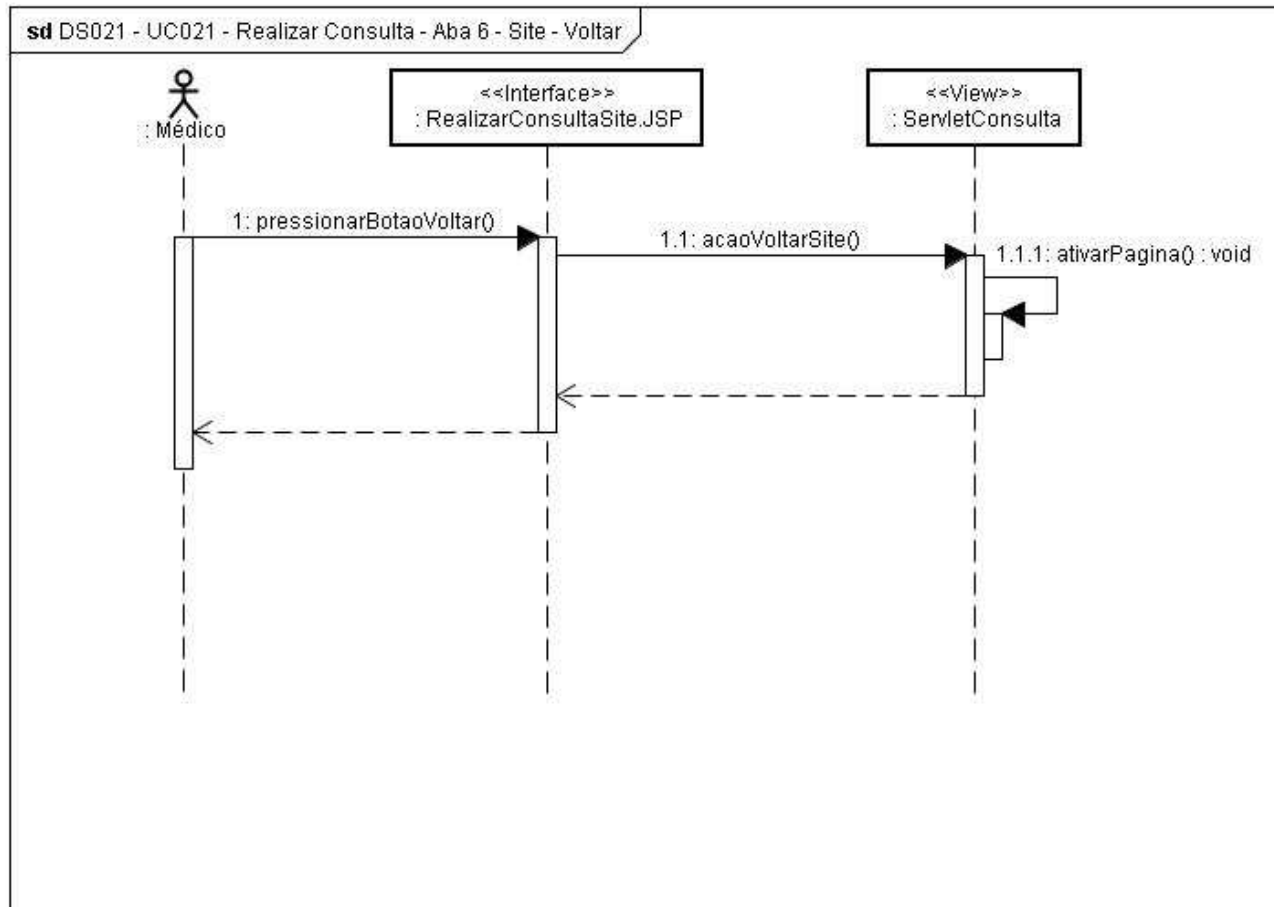 sd DS021 - UC021 - Realizar Consulta - Aba 6 - Site - Voltar
<<Interface>>
: RealizarConsultaSite.JSP
<<View>>
: ServletConsulta
: Médico
1: pressionarBotaoVoltar()
1.1: acaoVoltarSite()
1.1.1: ativarPagina() : void